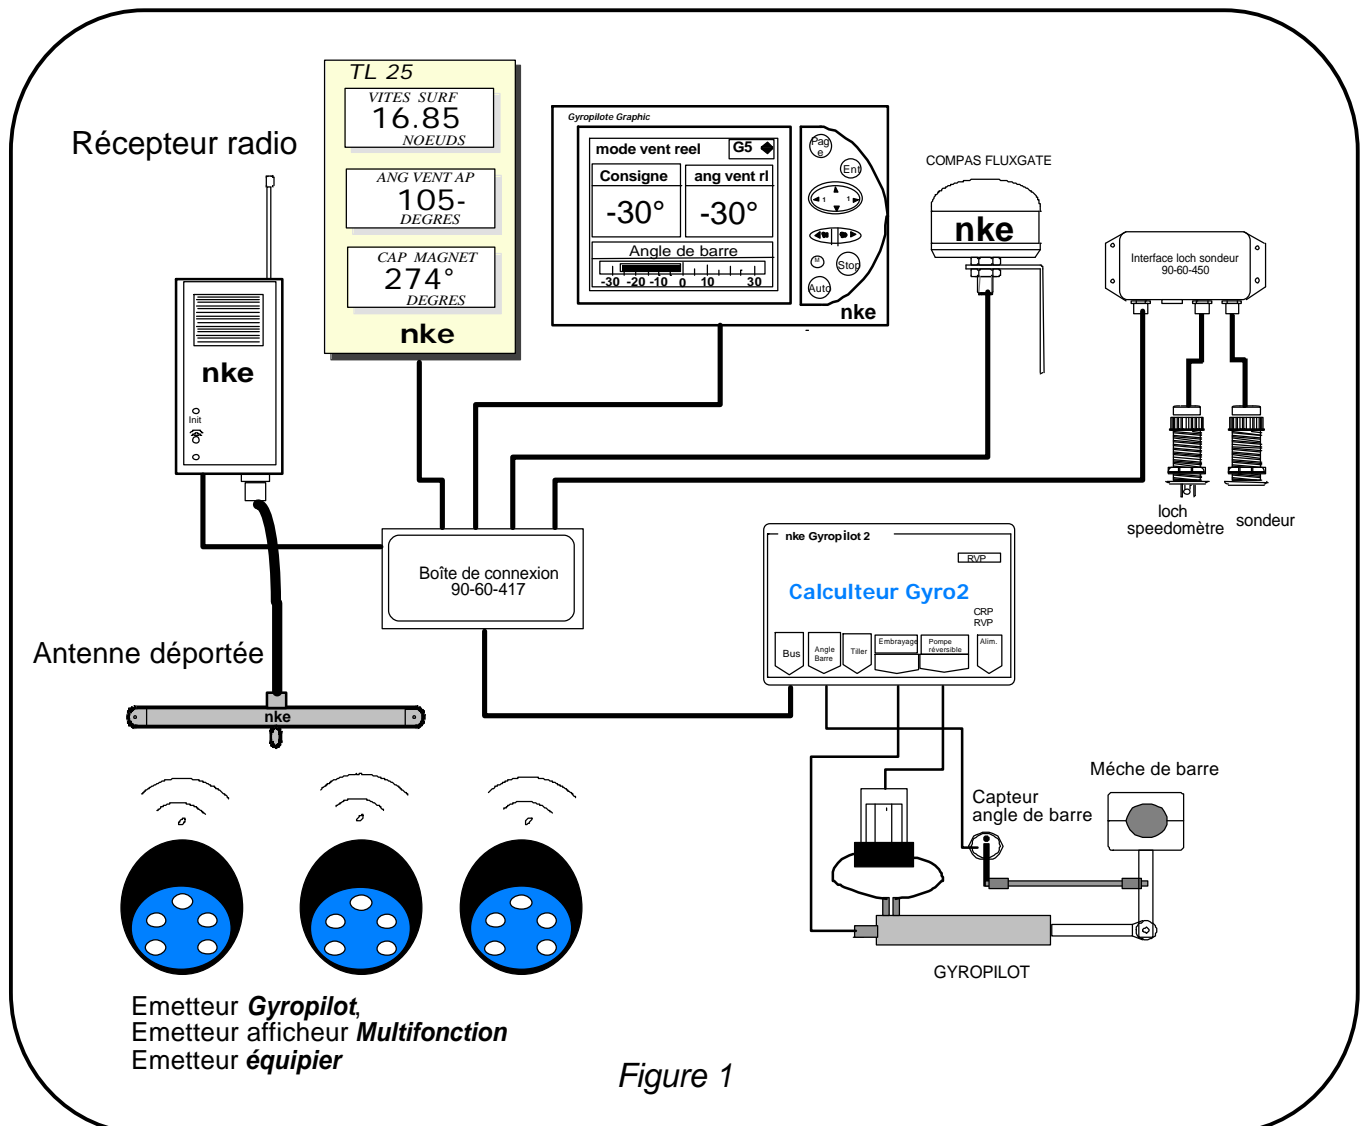 Récepteur radio
nke
Init
TL 25
VITES SURF
16.85
NOEUDS
ANG VENT AP
105-
DEGRES
CAP MAGNET
274°
DEGRES
nke
Gyropilote Graphic
mode vent reel
G5
Consigne
ang vent rl
-30°
-30°
Angle de barre
-30 -20 -10 0 10 30
Pag
e
Ent
1 1
M
Stop
Auto
nke
COMPAS FLUXGATE
nke
Interface loch sondeur
90-60-450
loch
speedomètre
sondeur
Boîte de connexion
90-60-417
nke Gyropilot 2
RVP
Calculteur Gyro2
CRP
RVP
Bus
Angle
Barre
Tiller
Embrayage
Pompe
réversible
Alim.
Antenne déportée
nke
Méche de barre
Capteur
angle de barre
GYROPILOT
Emetteur Gyropilot,
Emetteur afficheur Multifonction
Emetteur équipier
Figure 1